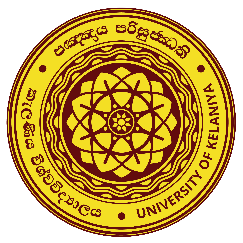 පඤ්ඤාය පරිසුජ්ඣති
කැලණිය විශ්වවිද්‍යාලය
UNIVERSITY OF KELANIYA